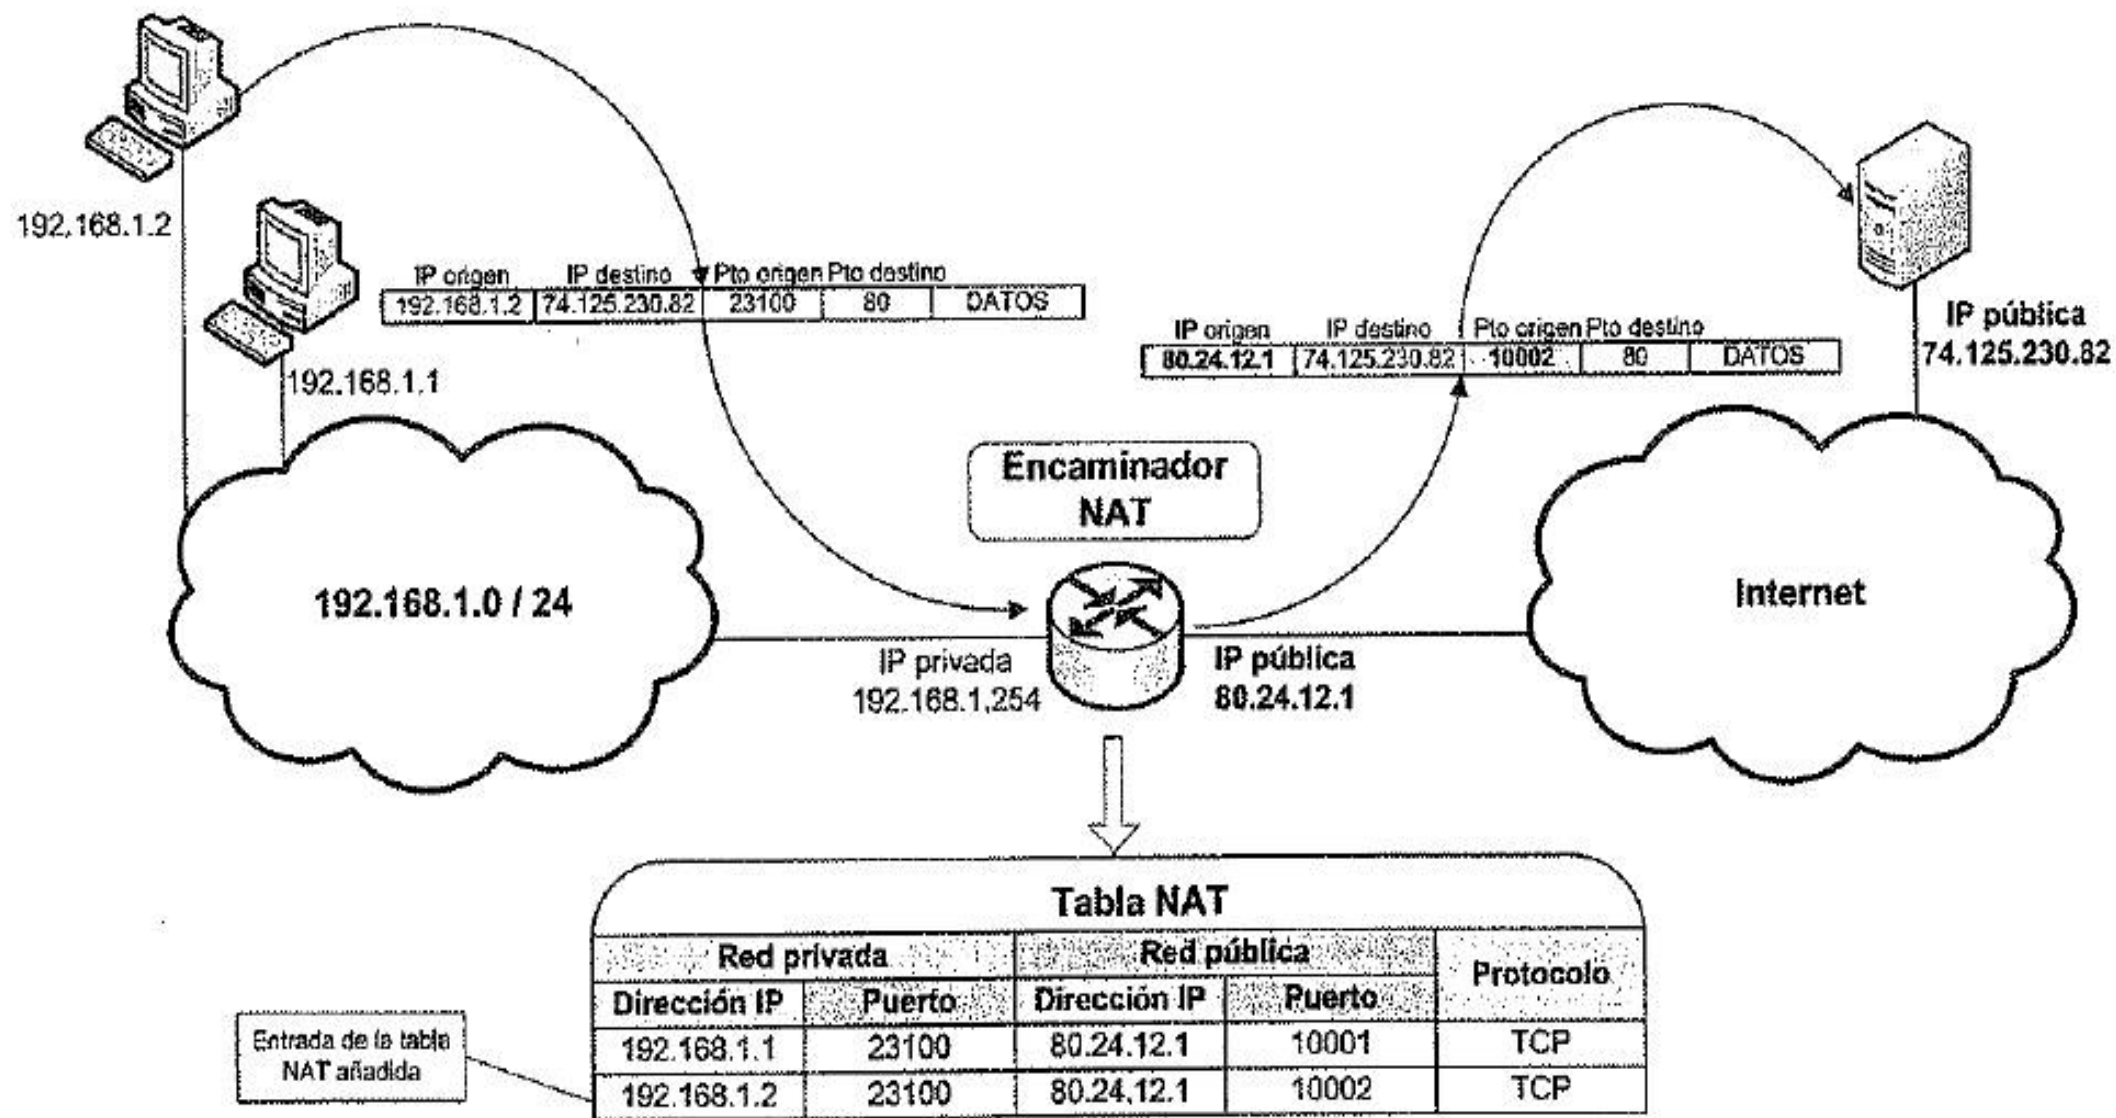 192.168.1.2
192.168.1.1
IP origen IP destino Pto origen Pto destino
192.168.1.2 74.125.230.82 23100 80 DATOS
IP origen IP destino Pto origen Pto destino
80.24.12.1 74.125.230.82 10002 80 DATOS
IP pública
74.125.230.82
Encaminador
NAT
192.168.1.0 / 24
Internet
IP privada
192.168.1.254
IP pública
80.24.12.1
Tabla NAT
Red privada Red pública Protocolo
Dirección IP Puerto Dirección IP Puerto
192.168.1.1 23100 80.24.12.1 10001 TCP
192.168.1.2 23100 80.24.12.1 10002 TCP
Entrada de la tabla
NAT añadida